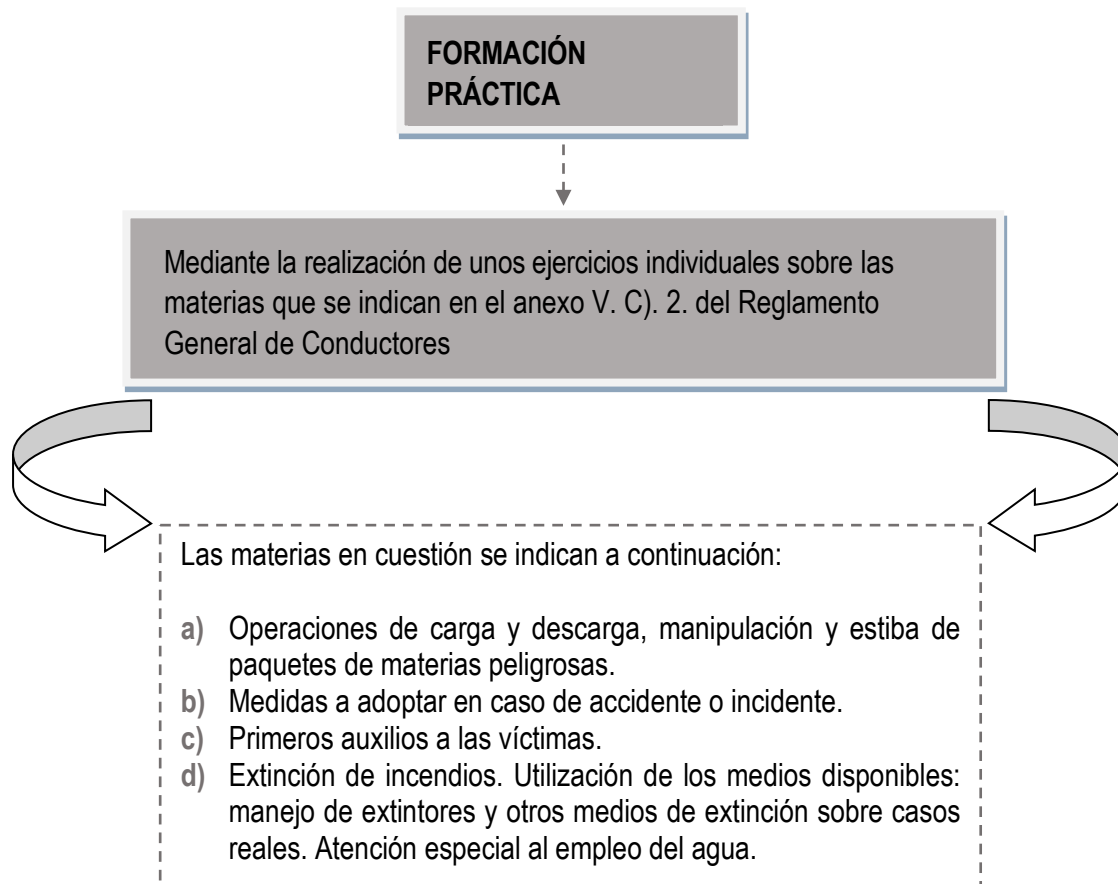 FORMACIÓN
PRÁCTICA
Mediante la realización de unos ejercicios individuales sobre las
materias que se indican en el anexo V. C). 2. del Reglamento
General de Conductores
Las materias en cuestión se indican a continuación:
a) Operaciones de carga y descarga, manipulación y estiba de
paquetes de materias peligrosas.
b) Medidas a adoptar en caso de accidente o incidente.
c) Primeros auxilios a las víctimas.
d) Extinción de incendios. Utilización de los medios disponibles:
manejo de extintores y otros medios de extinción sobre casos
reales. Atención especial al empleo del agua.